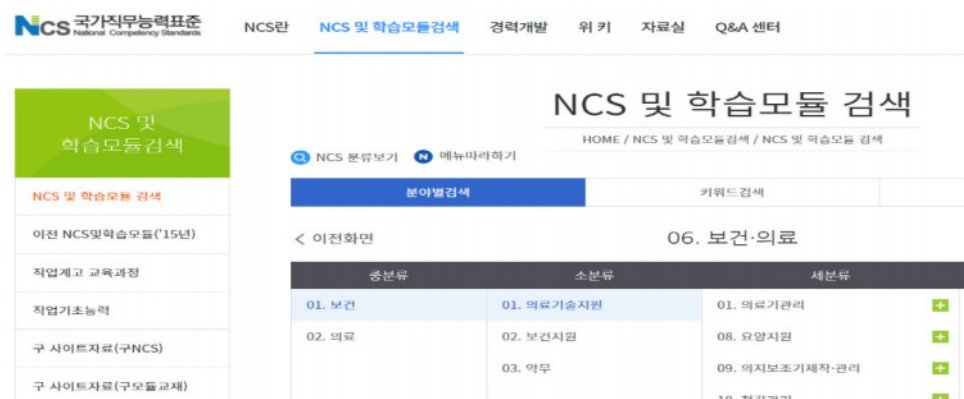 NCS 국가직무능력표준
National Competency Standards
NCS란 NCS 및 학습모듈검색 경력개발 위키 자료실 Q&A 센터
NCS 및
학습모듈검색
NCS 및 학습모듈 검색
이전 NCS및학습모듈('15년)
직업계고 교육과정
직업기초능력
구 사이트자료(구NCS)
구 사이트자료(구모듈교재)
NCS 및 학습모듈 검색
HOME / NCS 및 학습모듈검색 / NCS 및 학습모듈 검색
NCS 분류보기 N 메뉴따라하기
분야별검색 키워드검색
< 이전화면 06. 보건·의료
중분류 소분류 세분류
01. 보건 01. 의료기술지원 01. 의료기관리 +
02. 의료 02. 보건지원 08. 요양지원 +
03. 약무 09. 의지보조기제작·관리 +